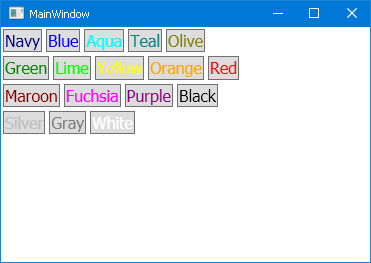 MainWindow
Navy Blue Aqua Teal Olive
Green Lime Yellow Orange Red
Maroon Fuchsia Purple Black
Silver Gray White